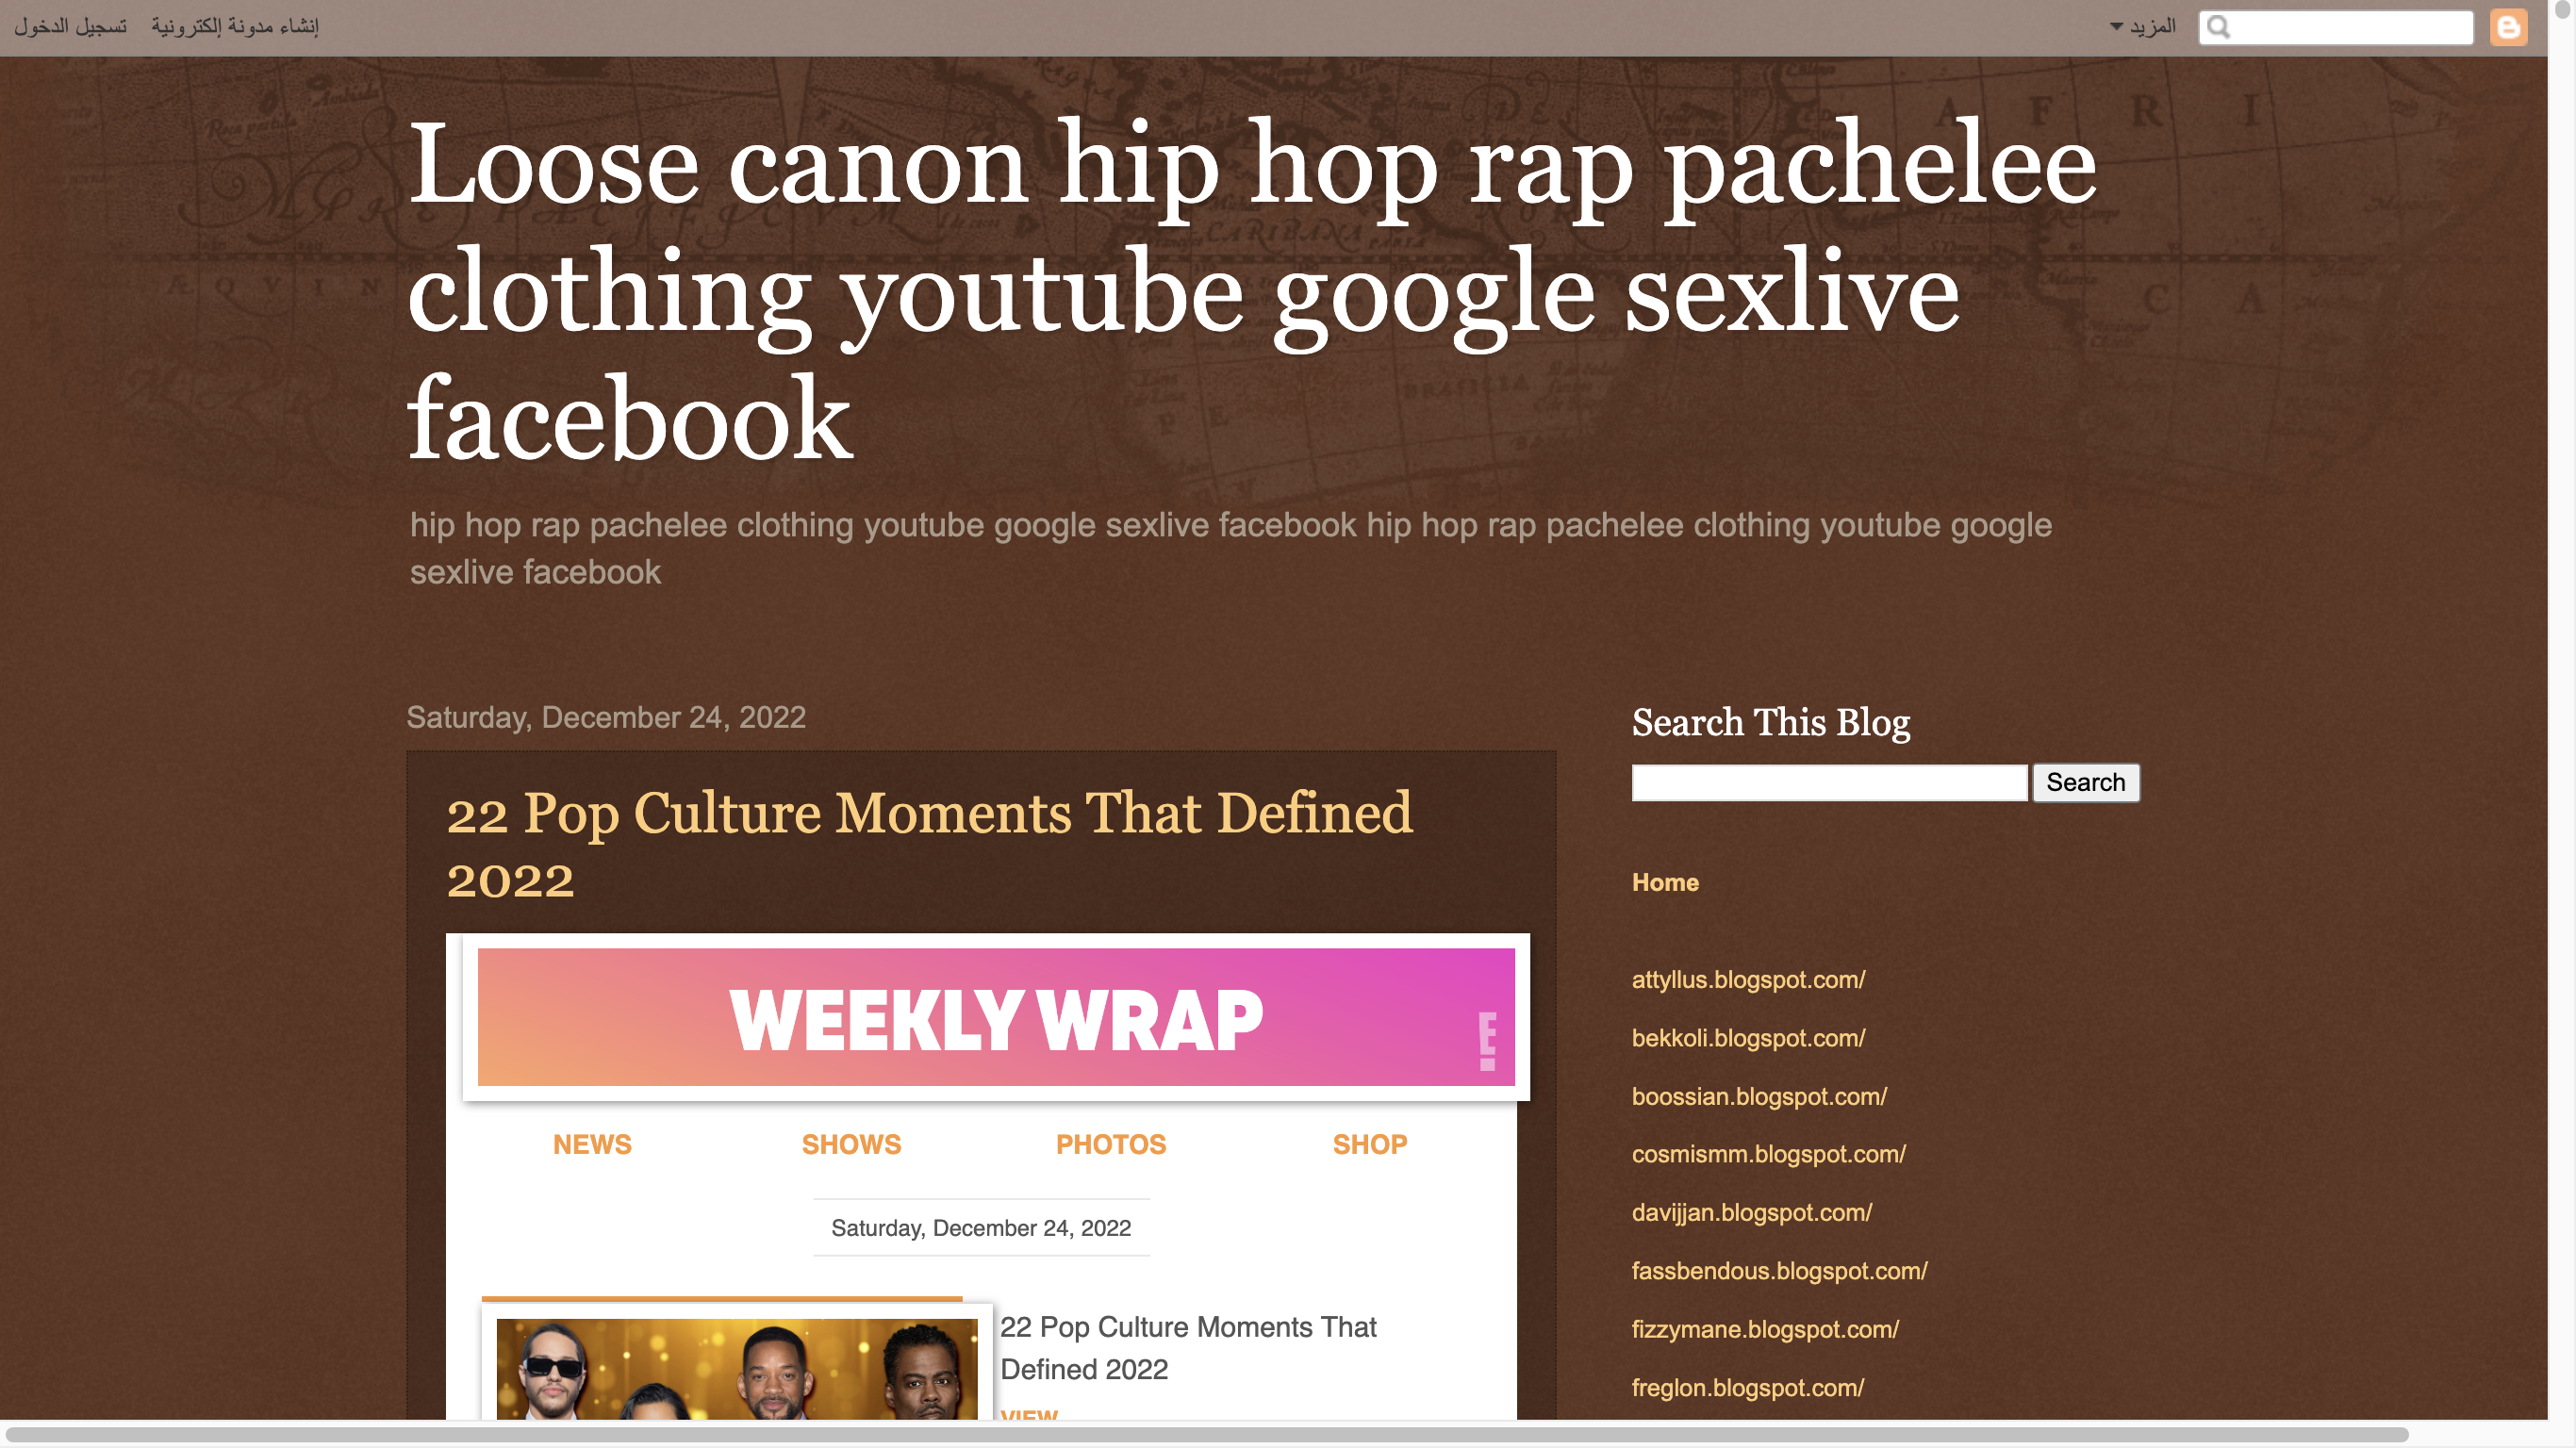 تسجيل الدخول
إنشاء مدونة إلكترونية
المزيد
Loose canon hip hop rap pachelee
clothing youtube google sexlive
facebook
hip hop rap pachelee clothing youtube google sexlive facebook hip hop rap pachelee clothing youtube google
sexlive facebook
Saturday, December 24, 2022
22 Pop Culture Moments That Defined
2022
WEEKLY WRAP
E!
NEWS SHOWS PHOTOS SHOP
Saturday, December 24, 2022
22 Pop Culture Moments That
Defined 2022
VIEW
Search This Blog
Search
Home
attyllus.blogspot.com/
bekkoli.blogspot.com/
boossian.blogspot.com/
cosmismm.blogspot.com/
davijjan.blogspot.com/
fassbendous.blogspot.com/
fizzymane.blogspot.com/
freglon.blogspot.com/